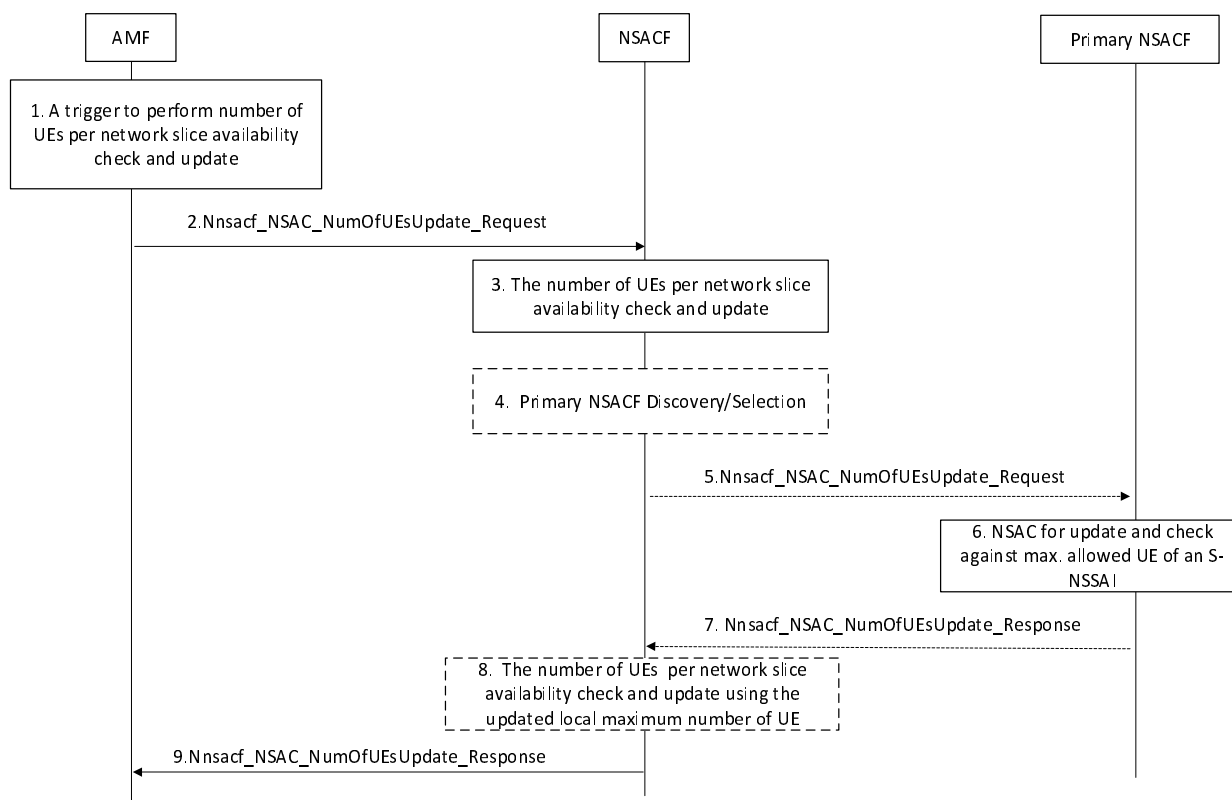 AMF
NSACF
Primary NSACF
1. A trigger to perform number of
UEs per network slice availability
check and update
2.Nnsacf_NSAC_NumOfUEsUpdate_Request
3. The number of UEs per network slice
availability check and update
4. Primary NSACF Discovery/Selection
5.Nnsacf_NSAC_NumOfUEsUpdate_Request
6. NSAC for update and check
against max. allowed UE of an S-
NSSAI
7. Nnsacf_NSAC_NumOfUEsUpdate_Response
8. The number of UEs per network slice
availability check and update using the
updated local maximum number of UE
9.Nnsacf_NSAC_NumOfUEsUpdate_Response